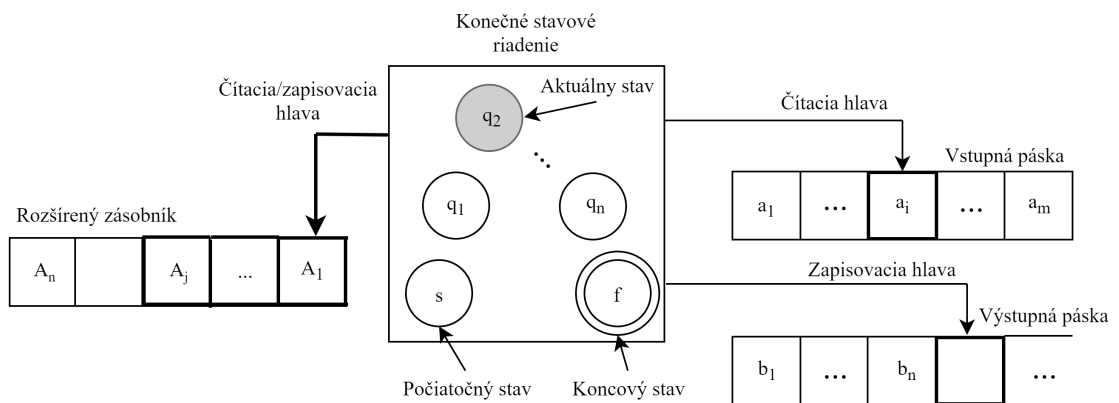 Konečné stavové
riadenie
Čítacia/zapisovacia
hlava
Aktuálny stav
q2
Čítacia hlava
Vstupná páska
a1 ... ai ... am
...
q1
qn
Rozšírený zásobník
An Aj ... A1
s
f
Zapisovacia hlava
Výstupná páska
b1 ... bn ...
Počiatočný stav
Koncový stav